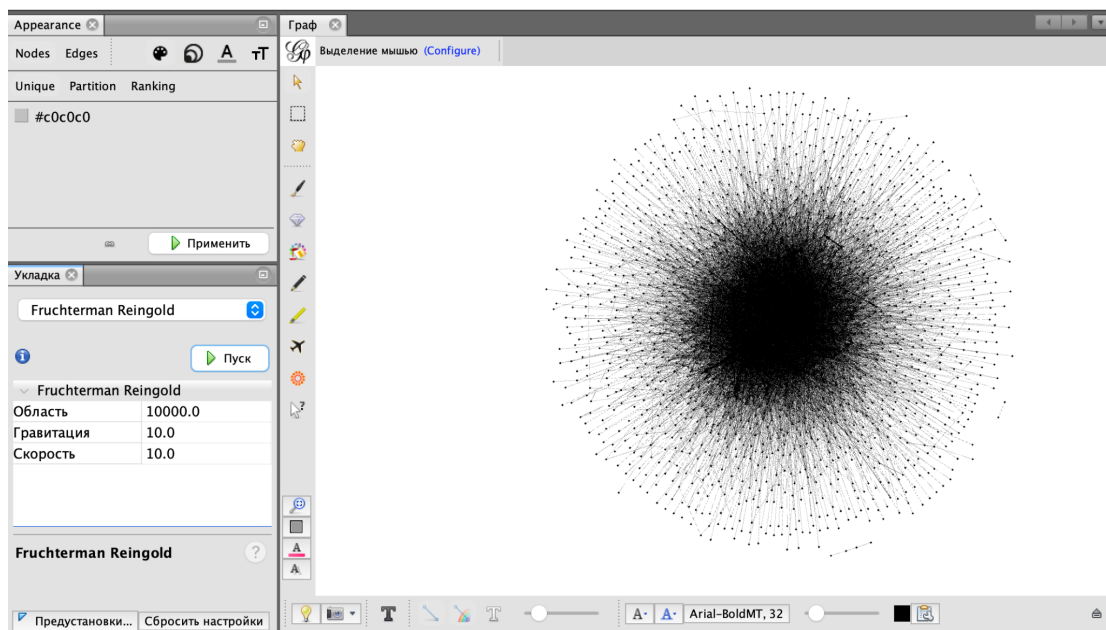 Appearance
Nodes Edges A тT
Unique Partition Ranking
#c0c0c0
Применить
Укладка
Fruchterman Reingold
Пуск
Fruchterman Reingold
Область 10000.0
Гравитация 10.0
Скорость 10.0
Fruchterman Reingold ?
Предустановки... Сбросить настройки
Граф
Выделение мышью (Configure)
?
A
A
T T A- A- Arial-BoldMT, 32